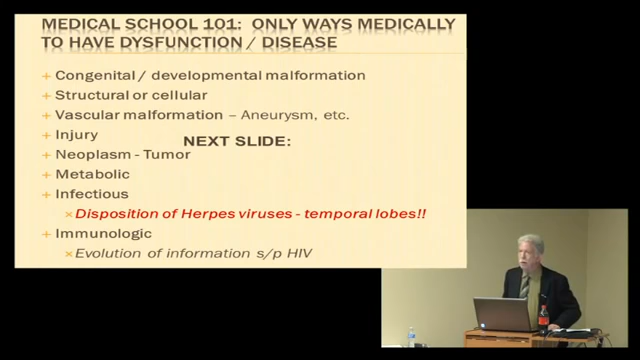 MEDICAL SCHOOL 101: ONLY WAYS MEDICALLY
TO HAVE DYSFUNCTION / DISEASE
Congenital / developmental malformation
Structural or cellular
Vascular malformation – Aneurysm, etc.
Injury
NEXT SLIDE:
Neoplasm - Tumor
Metabolic
Infectious
Disposition of Herpes viruses - temporal lobes!!
Immunologic
Evolution of information s/p HIV